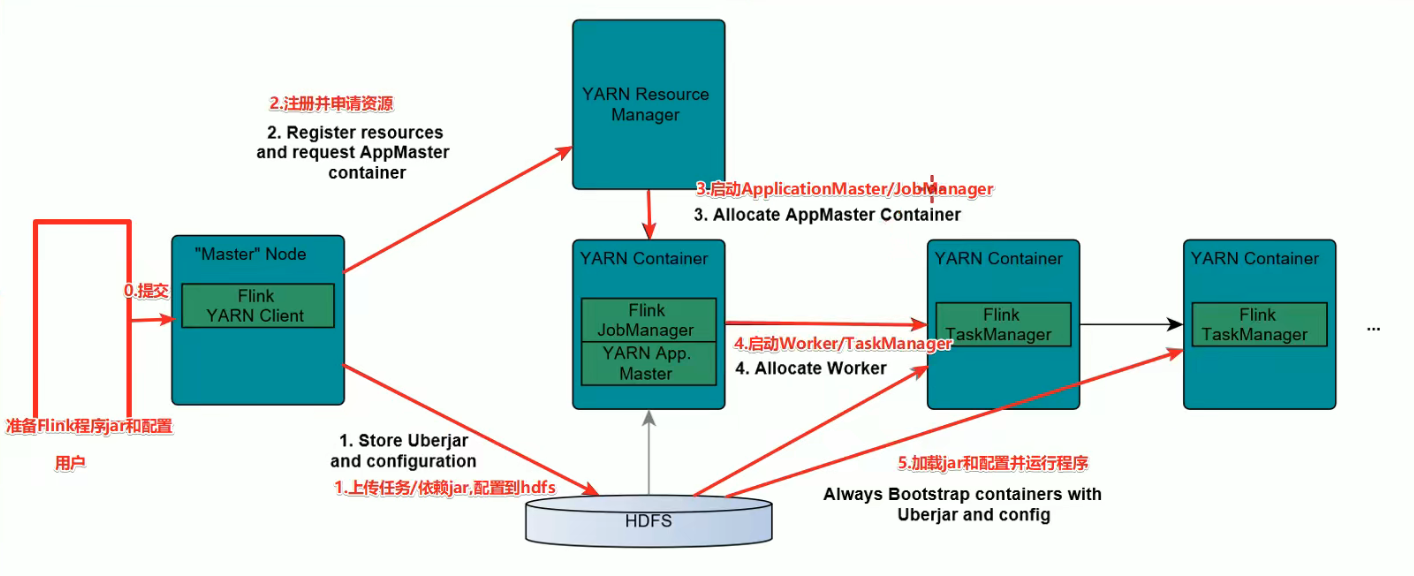 YARN Resource
Manager
2.注册并申请资源
2. Register resources
and request AppMaster
container
3.启动ApplicationMaster/JobManager
3. Allocate AppMaster Container
"Master" Node
Flink
YARN Client
0.提交
YARN Container
Flink
JobManager
YARN App.
Master
YARN Container
Flink
TaskManager
YARN Container
Flink
TaskManager
...
4.启动Worker/TaskManager
4. Allocate Worker
准备Flink程序jar和配置
用户
1. Store Uberjar
and configuration
1.上传任务/依赖jar,配置到hdfs
5.加载jar和配置并运行程序
Always Bootstrap containers with
Uberjar and config
HDFS